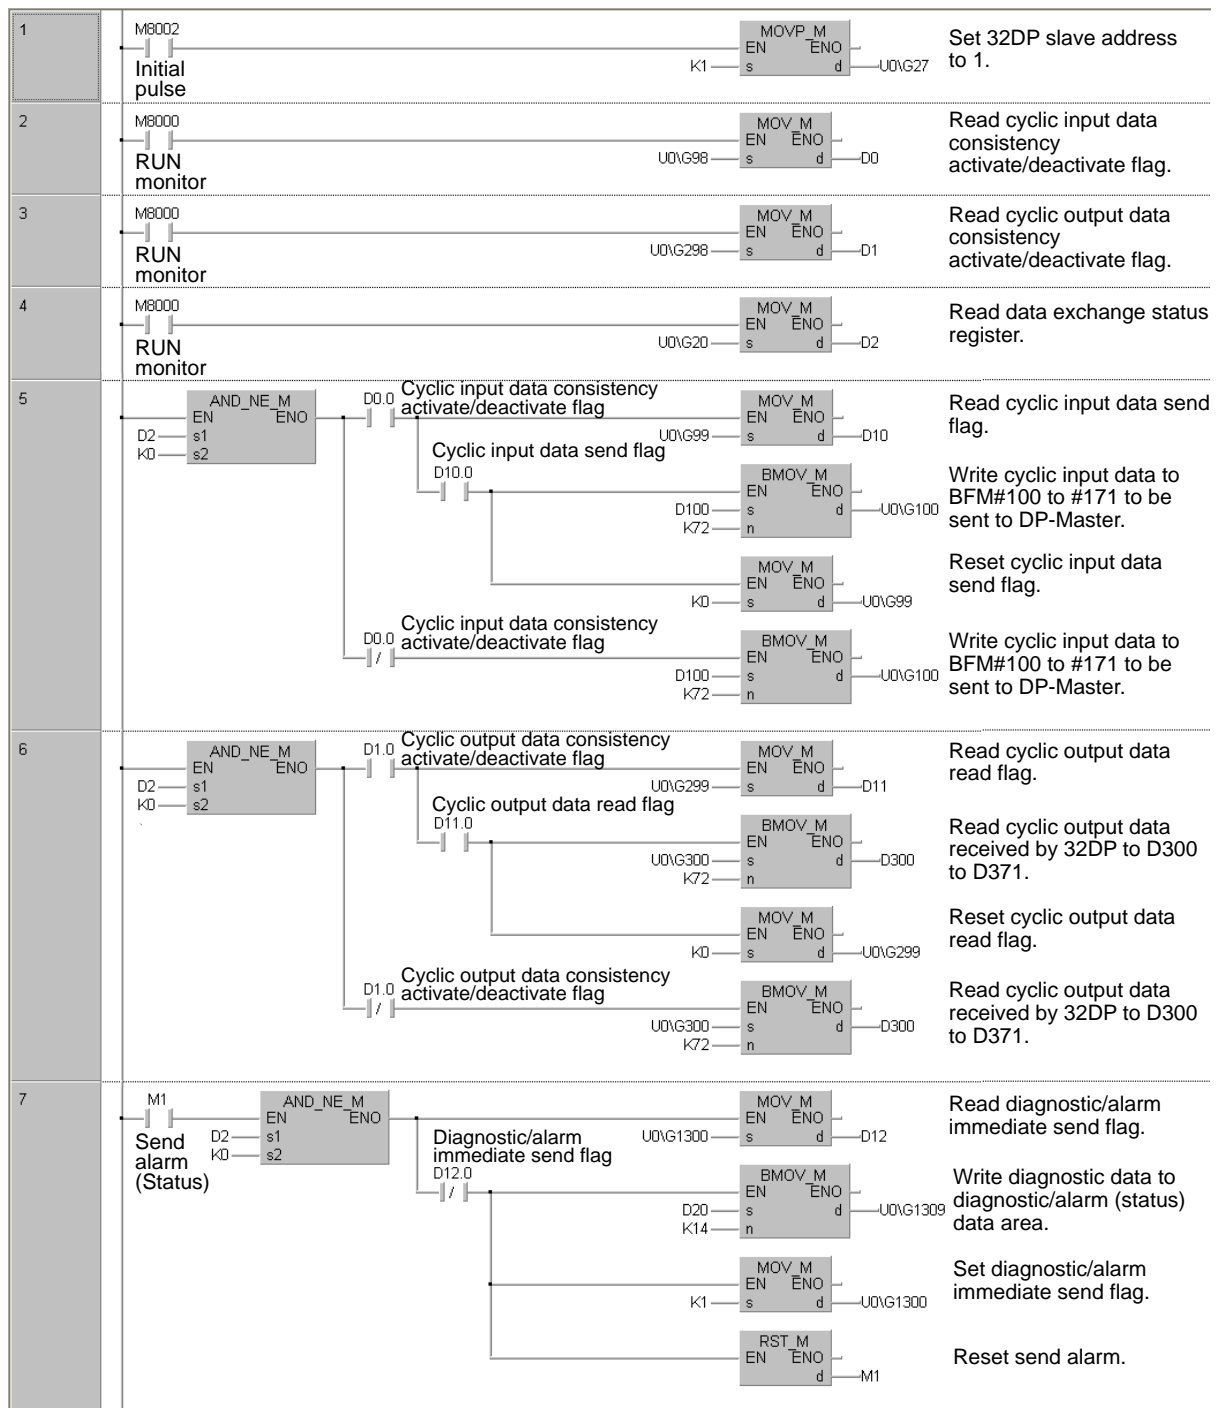 1
M8002
Initial
pulse
MOVP_M
EN ENO
K1 s d U0\G27
Set 32DP slave address
to 1.
2
M8000
RUN
monitor
MOV_M
EN ENO
U0\G98 s d D0
Read cyclic input data
consistency
activate/deactivate flag.
3
M8000
RUN
monitor
MOV_M
EN ENO
U0\G298 s d D1
Read cyclic output data
consistency
activate/deactivate flag.
4
M8000
RUN
monitor
MOV_M
EN ENO
U0\G20 s d D2
Read data exchange status
register.
5
AND_NE_M
EN ENO
D2 s1
K0 s2
D0.0
Cyclic input data consistency
activate/deactivate flag
MOV_M
EN ENO
U0\G99 s d D10
Read cyclic input data send
flag.
Cyclic input data send flag
D10.0
BMOV_M
EN ENO
D100 s d U0\G100
K72 n
Write cyclic input data to
BFM#100 to #171 to be
sent to DP-Master.
MOV_M
EN ENO
K0 s d U0\G99
Reset cyclic input data
send flag.
D0.0
Cyclic input data consistency
activate/deactivate flag
BMOV_M
EN ENO
D100 s d U0\G100
K72 n
Write cyclic input data to
BFM#100 to #171 to be
sent to DP-Master.
6
AND_NE_M
EN ENO
D2 s1
K0 s2
D1.0
Cyclic output data consistency
activate/deactivate flag
MOV_M
EN ENO
U0\G299 s d D11
Read cyclic output data
read flag.
Cyclic output data read flag
D11.0
BMOV_M
EN ENO
U0\G300 s d D300
K72 n
Read cyclic output data
received by 32DP to D300
to D371.
MOV_M
EN ENO
K0 s d U0\G299
Reset cyclic output data
read flag.
D1.0
Cyclic output data consistency
activate/deactivate flag
BMOV_M
EN ENO
U0\G300 s d D300
K72 n
Read cyclic output data
received by 32DP to D300
to D371.
7
M1
Send
alarm
(Status)
AND_NE_M
EN ENO
D2 s1
K0 s2
MOV_M
EN ENO
U0\G1300 s d D12
Read diagnostic/alarm
immediate send flag.
Diagnostic/alarm
immediate send flag
D12.0
BMOV_M
EN ENO
D20 s d U0\G1309
K14 n
Write diagnostic data to
diagnostic/alarm (status)
data area.
MOV_M
EN ENO
K1 s d U0\G1300
Set diagnostic/alarm
immediate send flag.
RST_M
EN ENO
d M1
Reset send alarm.